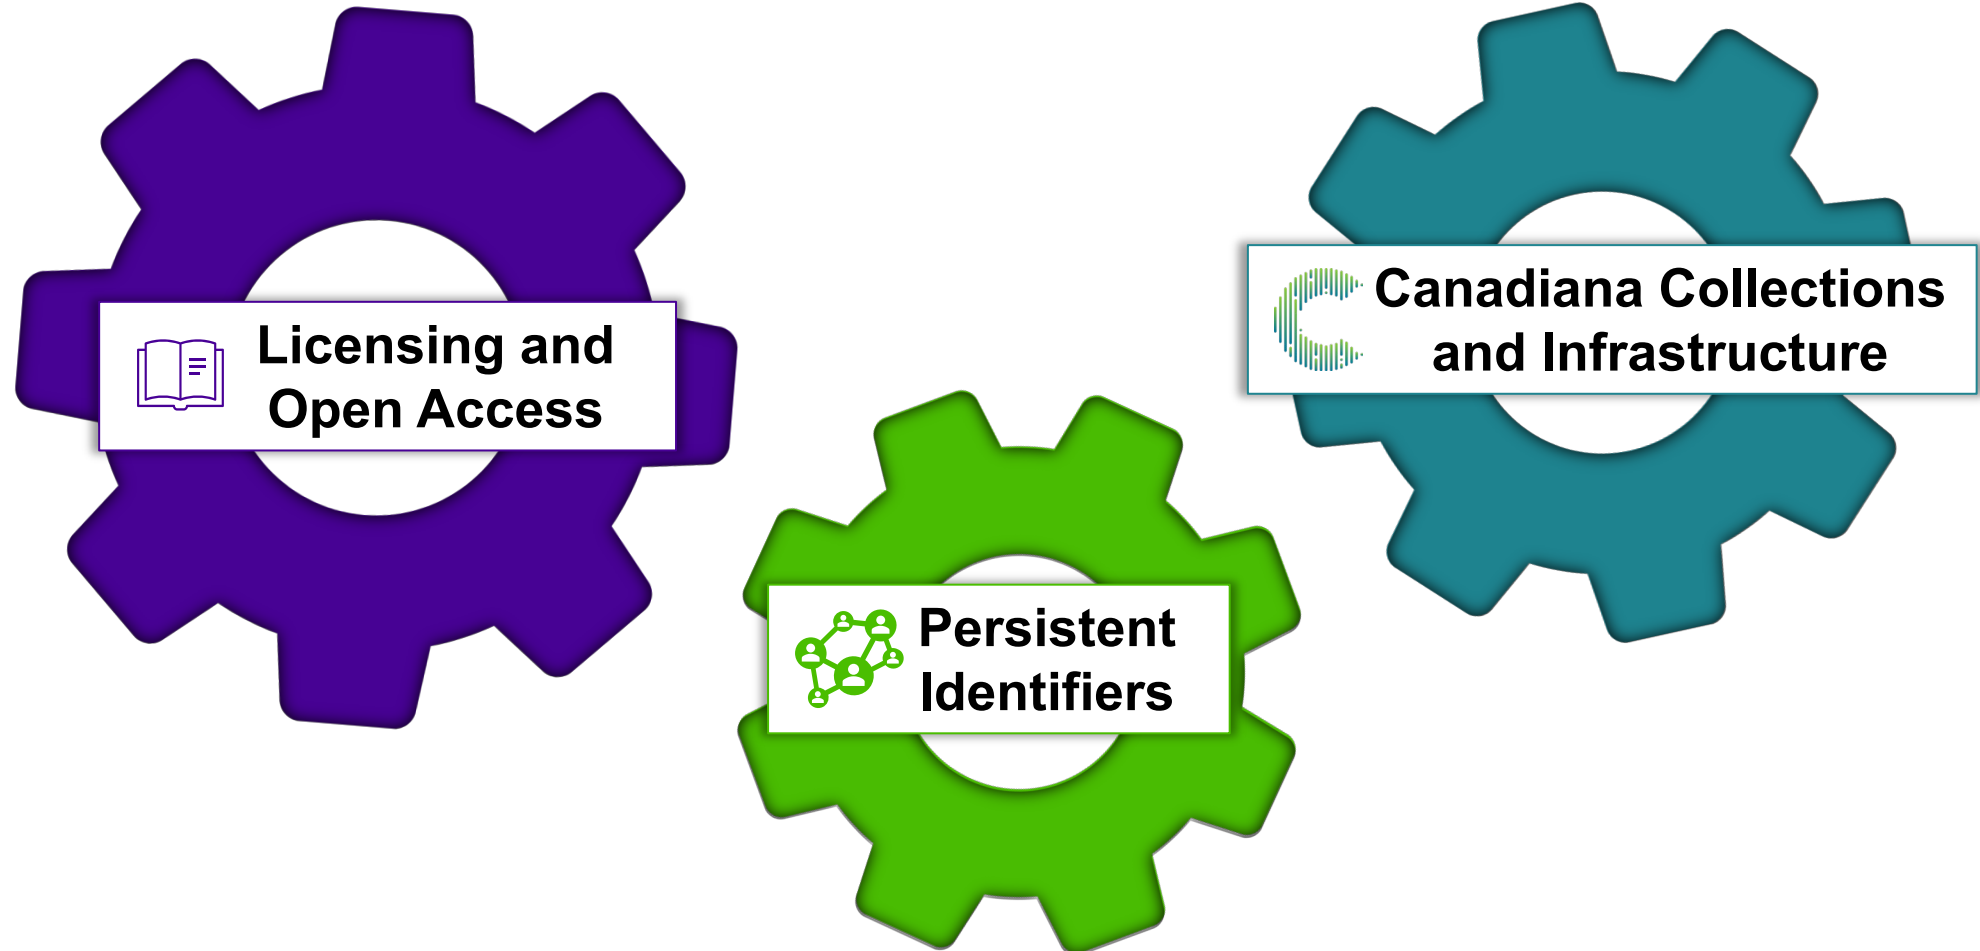 Licensing and
Open Access
Persistent
Identifiers
Canadiana Collections
and Infrastructure